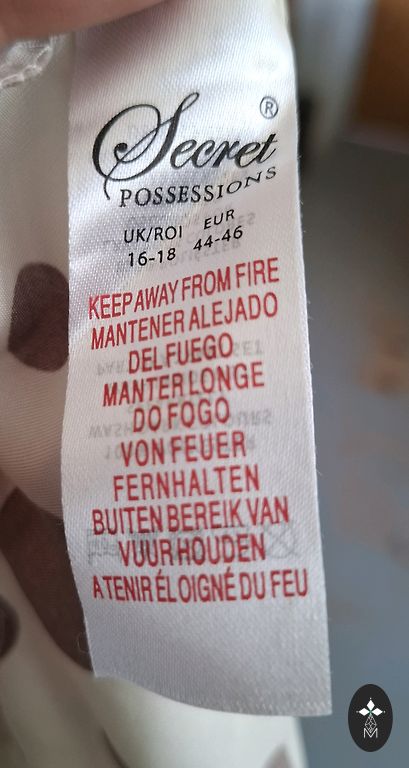 Secret®
POSSESSIONS
UK/ROI EUR
16-18 44-46
KEEP AWAY FROM FIRE
MANTENER ALEJADO
DEL FUEGO
MANTER LONGE
DO FOGO
VON FEUER
FERNHALTEN
BUITEN BEREIK VAN
VUUR HOUDEN
A TENIR ÉLOIGNÉ DU FEU